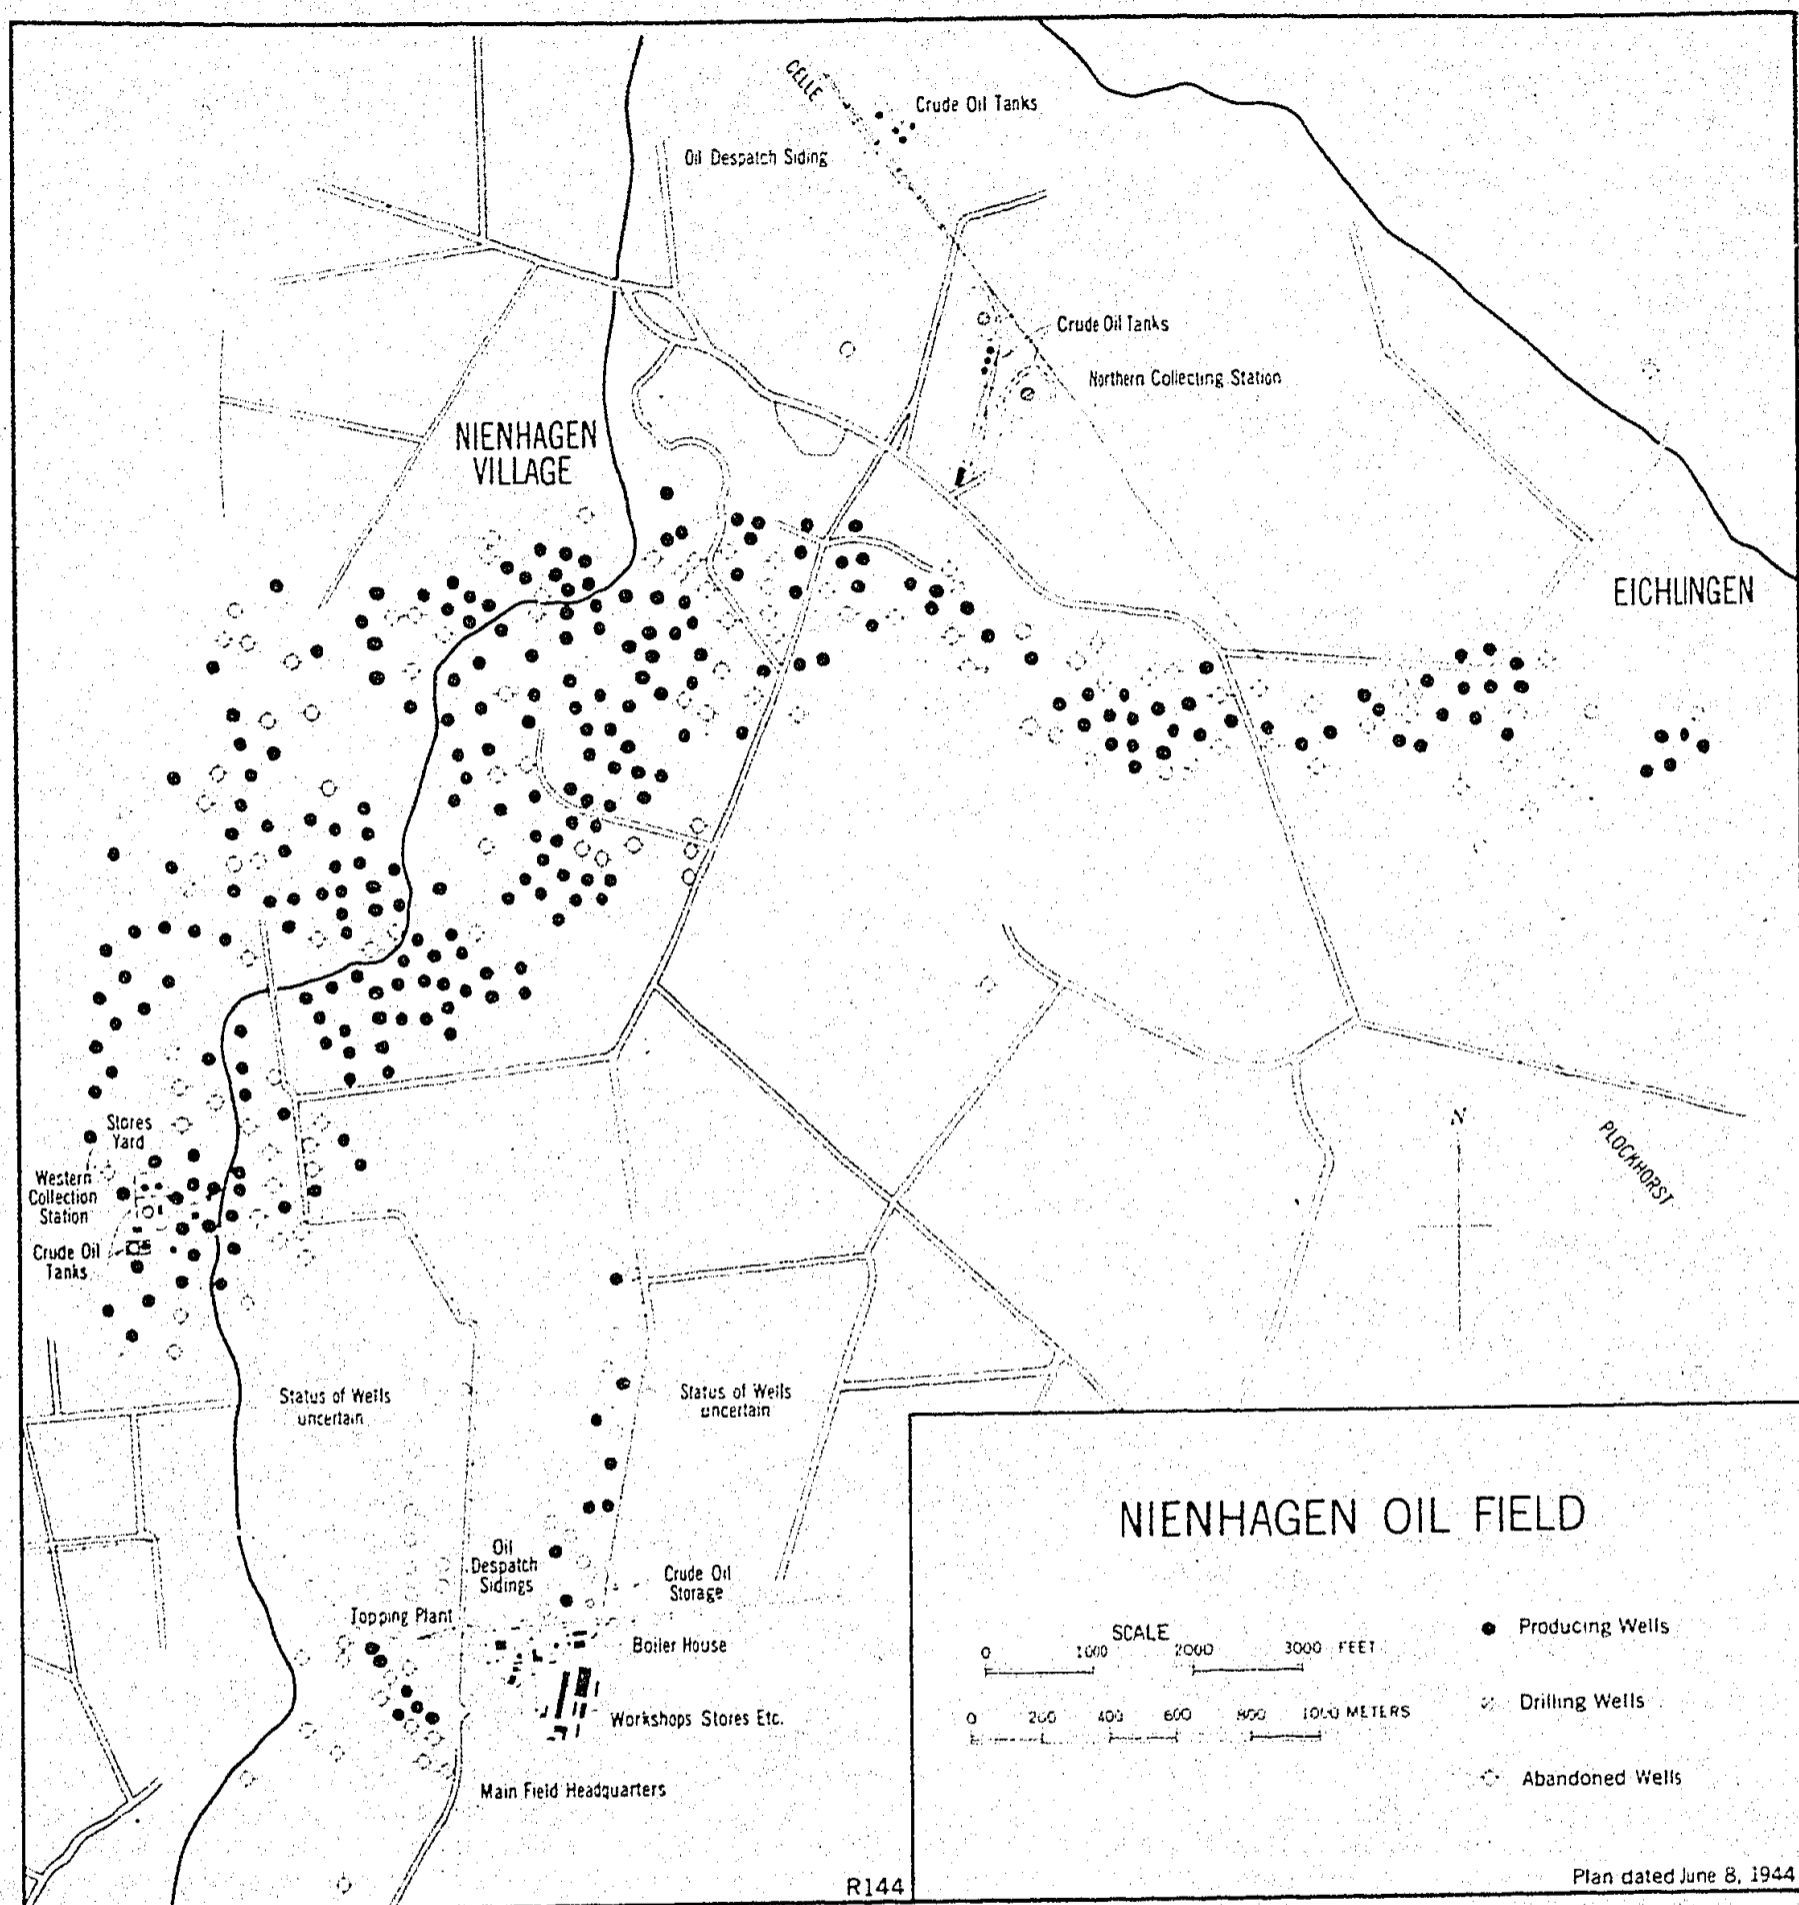 CELLE
Crude Oil Tanks
Oil Despatch Siding
Crude Oil Tanks
Northern Collecting Station
NIENHAGEN
VILLAGE
EICHLINGEN
N
PLOCKHORST
Stores
Yard
Western
Collection
Station
Crude Oil
Tanks
Status of Wells
uncertain
Status of Wells
uncertain
Oil
Despatch
Sidings
Crude Oil
Storage
Topping Plant
Boiler House
Workshops Stores Etc.
Main Field Headquarters
R144
NIENHAGEN OIL FIELD
SCALE
0 1000 2000 3000 FEET
0 200 400 600 800 1000 METERS
Producing Wells
Drilling Wells
Abandoned Wells
Plan dated June 8, 1944